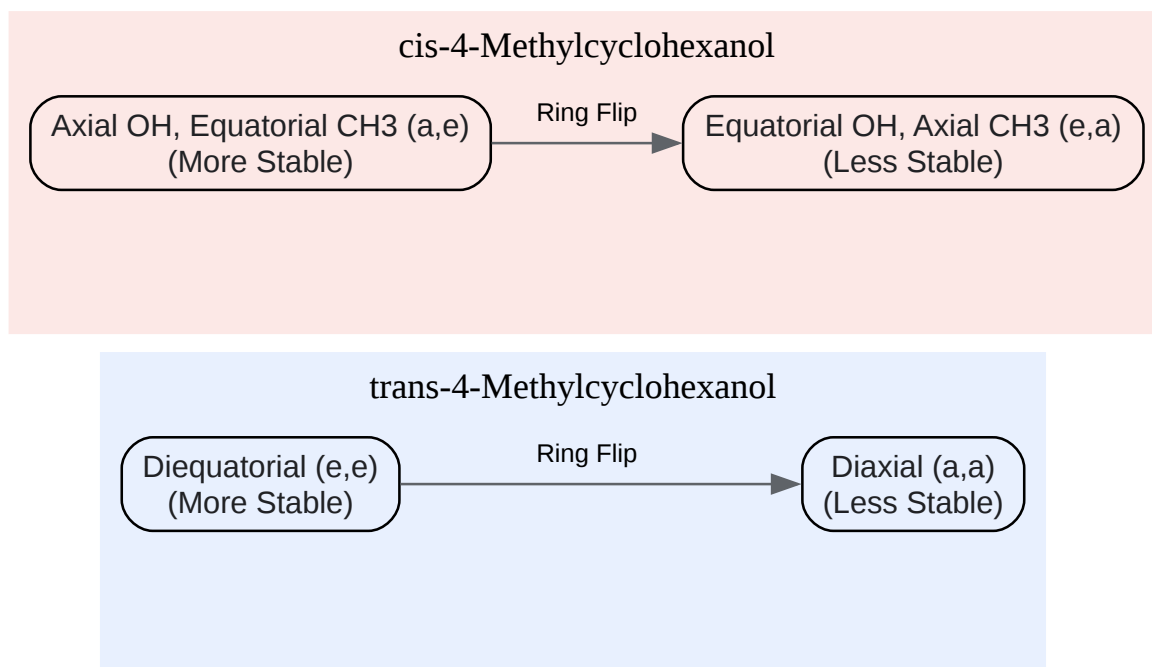 cis-4-Methylcyclohexanol
Ring Flip
Axial OH, Equatorial CH3 (a,e)
(More Stable)
Equatorial OH, Axial CH3 (e,a)
(Less Stable)
trans-4-Methylcyclohexanol
Ring Flip
Diequatorial (e,e)
(More Stable)
Diaxial (a,a)
(Less Stable)